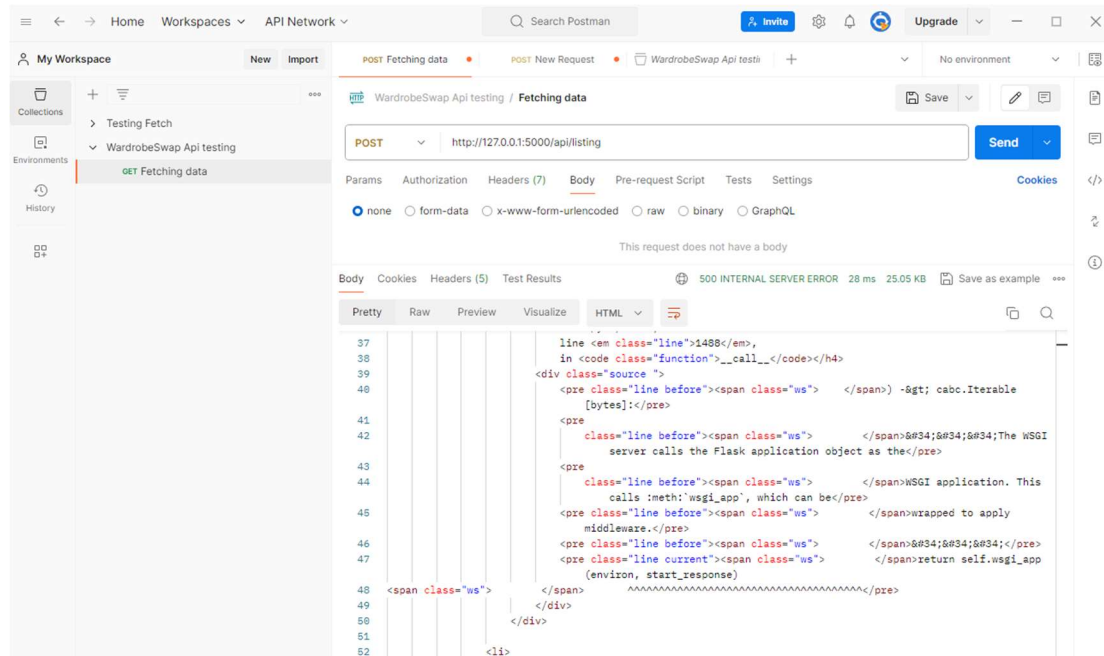 Home Workspaces API Network Search Postman Invite Upgrade
My Workspace New Import POST Fetching data POST New Request WardrobeSwap Api testi No environment
Collections
Environments
History
Testing Fetch
WardrobeSwap Api testing
GET Fetching data
HTTP WardrobeSwap Api testing / Fetching data Save
POST http://127.0.0.1:5000/api/listing Send
Params Authorization Headers (7) Body Pre-request Script Tests Settings Cookies
none form-data x-www-form-urlencoded raw binary GraphQL
This request does not have a body
Body Cookies Headers (5) Test Results 500 INTERNAL SERVER ERROR 28 ms 25.05 KB Save as example
Pretty Raw Preview Visualize HTML
37 line <em class="line">1488</em>,
38 in <code class="function">__call__</code></h4>
39 <div class="source ">
40 <pre class="line before"><span class="ws">    </span>) -&gt; cabc.Iterable
[bytes]:</pre>
41 <pre
42 class="line before"><span class="ws">        </span>&#34;&#34;&#34;The WSGI
server calls the Flask application object as the</pre>
43 <pre
44 class="line before"><span class="ws">        </span>WSGI application. This
calls :meth:`wsgi_app`, which can be</pre>
45 <pre class="line before"><span class="ws">        </span>wrapped to apply
middleware.</pre>
46 <pre class="line before"><span class="ws">        </span>&#34;&#34;&#34;</pre>
47 <pre class="line current"><span class="ws">        </span>return self.wsgi_app
(environ, start_response)
48 <span class="ws">        </span>       ^^^^^^^^^^^^^^^^^^^^^^^^^^^^^^^^^^^^^^</pre>
49 </div>
50 </div>
51
52 <li>